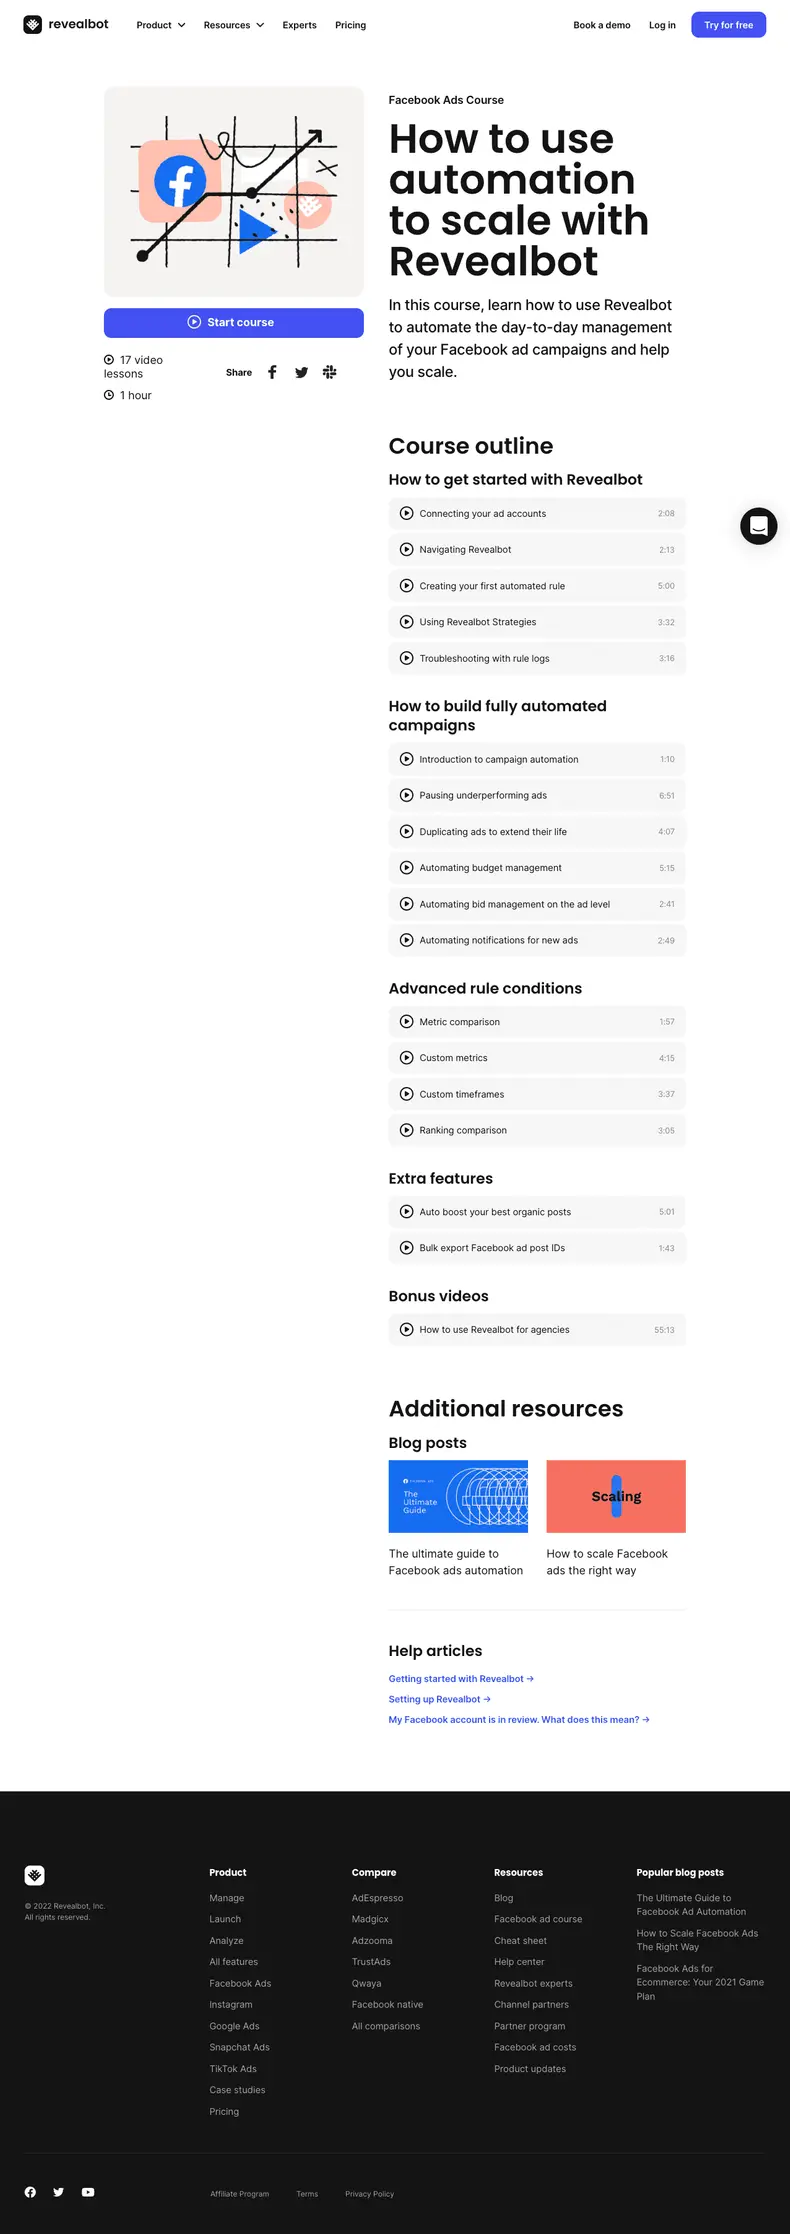 revealbot
Product
Resources
Experts
Pricing
Book a demo
Log in
Try for free
Start course
17 video
lessons
1 hour
Share
Facebook Ads Course
How to use
automation
to scale with
Revealbot
In this course, learn how to use Revealbot
to automate the day-to-day management
of your Facebook ad campaigns and help
you scale.
Course outline
How to get started with Revealbot
Connecting your ad accounts 2:08
Navigating Revealbot 2:13
Creating your first automated rule 5:00
Using Revealbot Strategies 3:32
Troubleshooting with rule logs 3:16
How to build fully automated
campaigns
Introduction to campaign automation 1:10
Pausing underperforming ads 6:51
Duplicating ads to extend their life 4:07
Automating budget management 5:15
Automating bid management on the ad level 2:41
Automating notifications for new ads 2:49
Advanced rule conditions
Metric comparison 1:57
Custom metrics 4:15
Custom timeframes 3:37
Ranking comparison 3:05
Extra features
Auto boost your best organic posts 5:01
Bulk export Facebook ad post IDs 1:43
Bonus videos
How to use Revealbot for agencies 55:13
Additional resources
Blog posts
The
Ultimate
Guide
Scaling
The ultimate guide to
Facebook ads automation
How to scale Facebook
ads the right way
Help articles
Getting started with Revealbot →
Setting up Revealbot →
My Facebook account is in review. What does this mean? →
© 2022 Revealbot, Inc.
All rights reserved.
Product
Manage
Launch
Analyze
All features
Facebook Ads
Instagram
Google Ads
Snapchat Ads
TikTok Ads
Case studies
Pricing
Compare
AdEspresso
Madgicx
Adzooma
TrustAds
Qwaya
Facebook native
All comparisons
Resources
Blog
Facebook ad course
Cheat sheet
Help center
Revealbot experts
Channel partners
Partner program
Facebook ad costs
Product updates
Popular blog posts
The Ultimate Guide to
Facebook Ad Automation
How to Scale Facebook Ads
The Right Way
Facebook Ads for
Ecommerce: Your 2021 Game
Plan
Affiliate Program
Terms
Privacy Policy